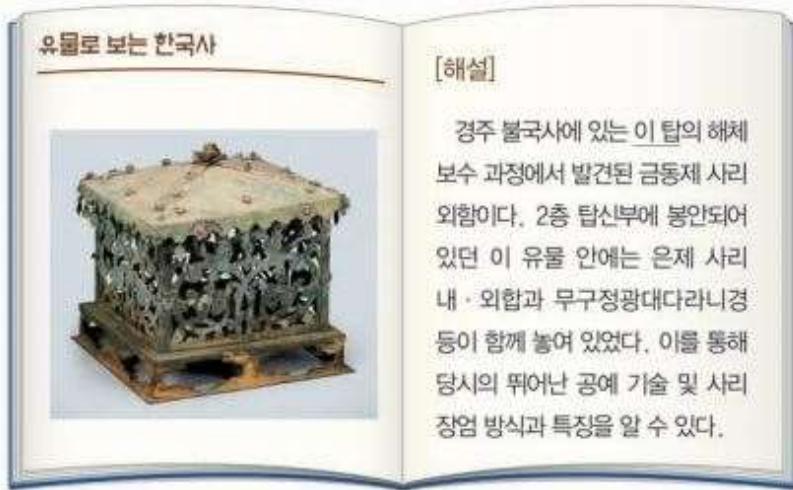 유물로 보는 한국사
[해설]
경주 불국사에 있는 이 탑의 해체
보수 과정에서 발견된 금동제 사리
외함이다. 2층 탑신부에 봉안되어
있던 이 유물 안에는 은제 사리
내 · 외합과 무구정광대다라니경
등이 함께 놓여 있었다. 이를 통해
당시의 뛰어난 공예 기술 및 사리
장엄 방식과 특징을 알 수 있다.